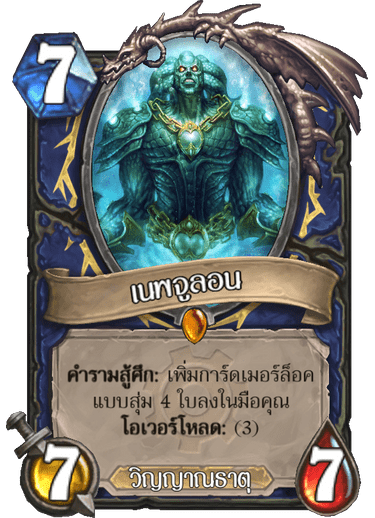 7
เนพจูลอน
คำรามสู้ศึก: เพิ่มการ์ดเมอร์ล็อค
แบบสุ่ม 4 ใบลงในมือคุณ
โอเวอร์โหลด: (3)
7
วิญญาณธาตุ
7